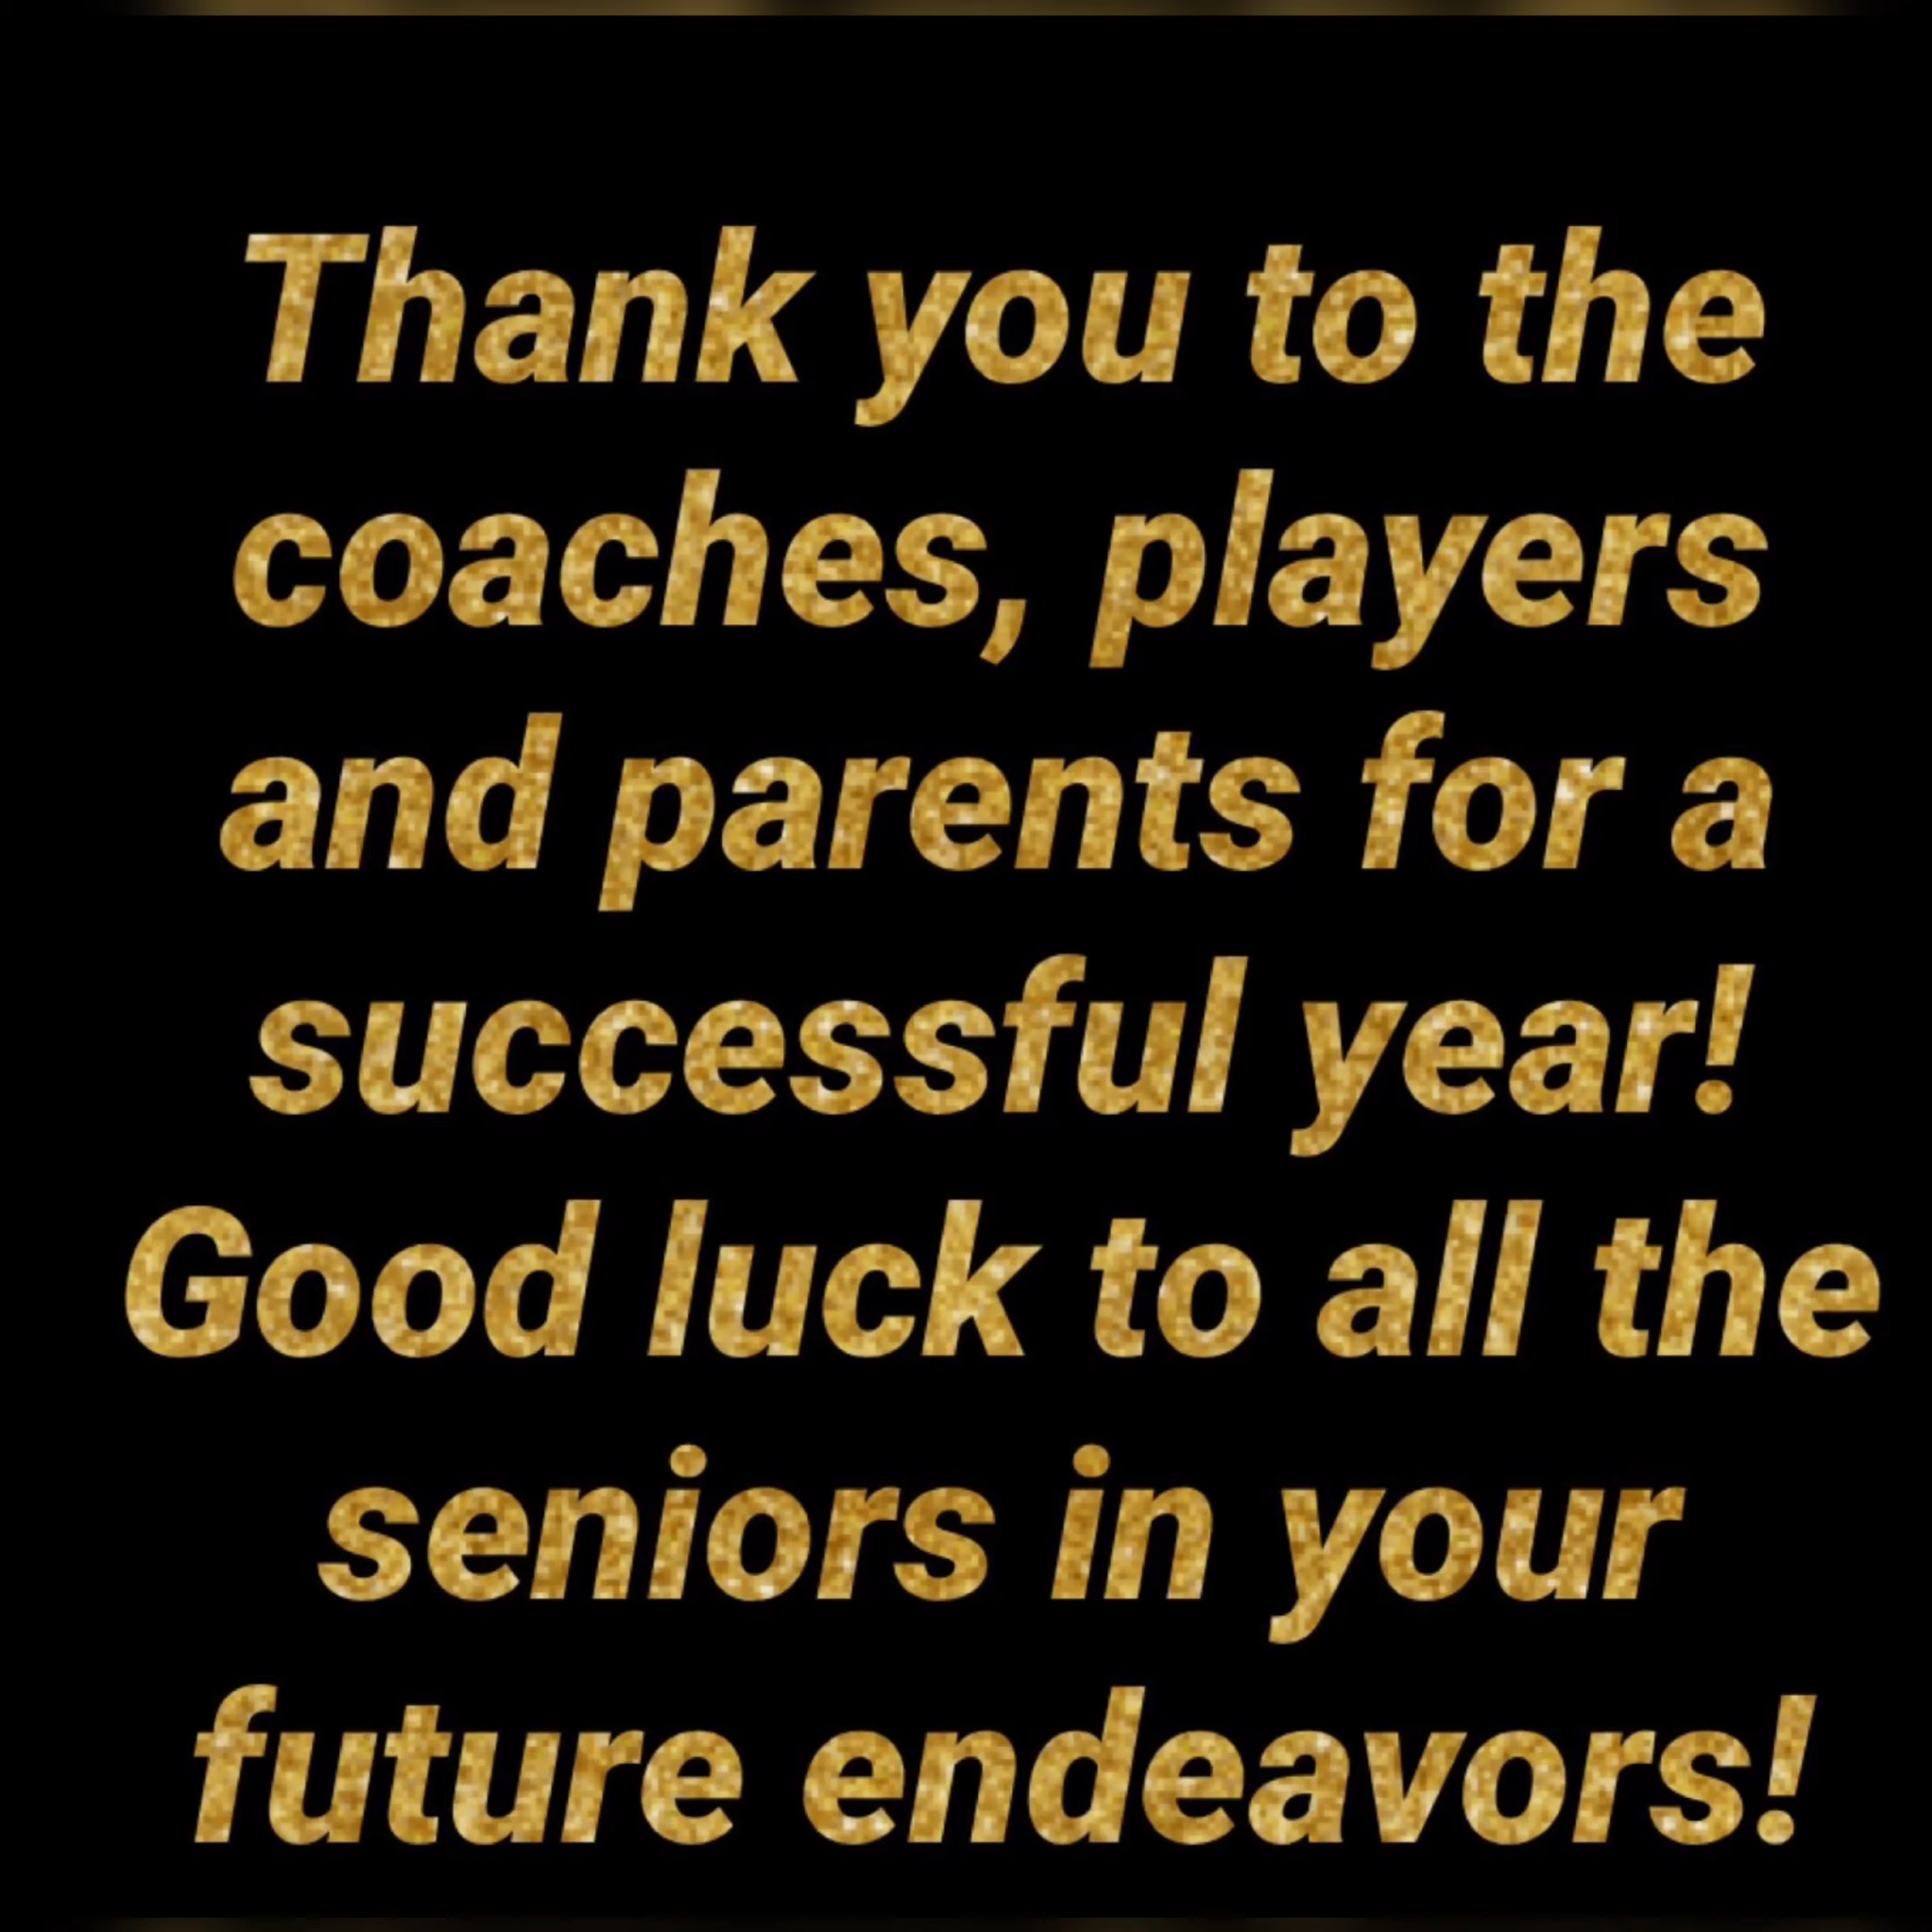 Thank you to the
coaches, players
and parents for a
successful year!
Good luck to all the
seniors in your
future endeavors!